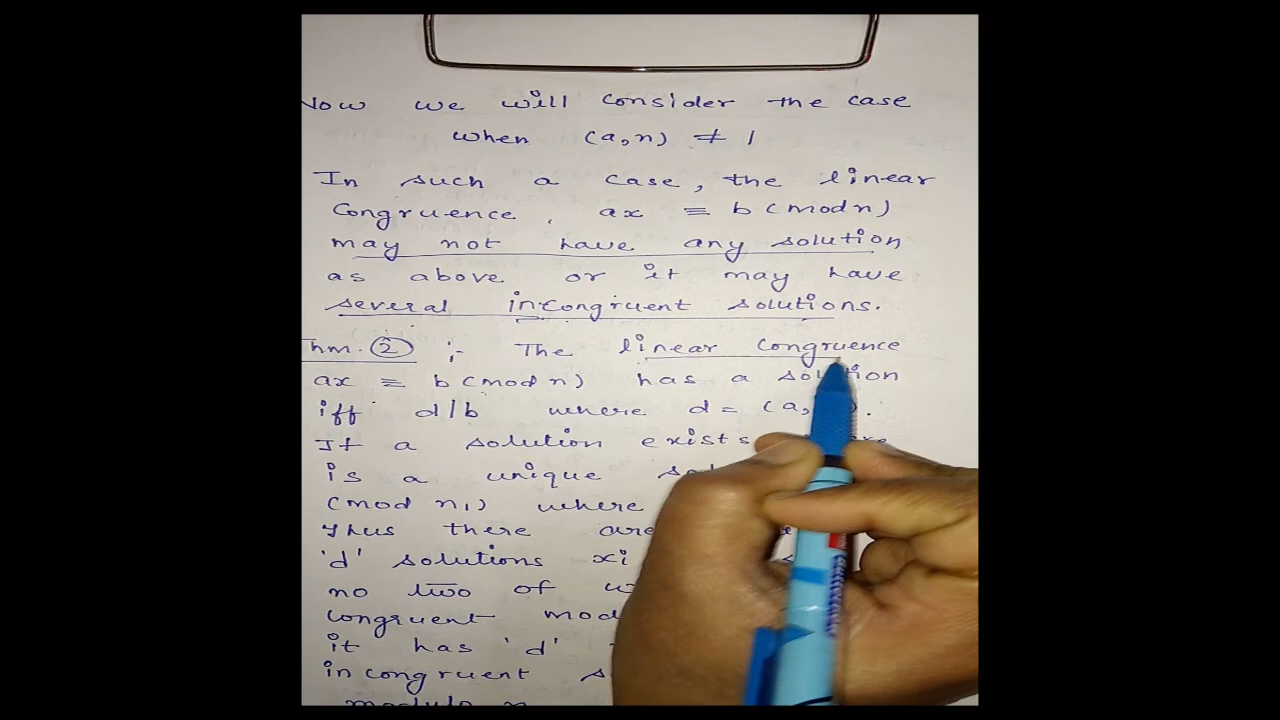 Now we will consider the case
when (a,n) ≠ 1
In such a case, the linear
Congruence, ax ≡ b (mod n)
may not have any solution
as above or it may have
several incongruent solutions.
Thm. 2 :- The linear congruence
ax ≡ b (mod n) has a solution
iff d/b where d = (a,
If a solution exists
is a unique
(mod n₁) where
Thus there are
'd' solutions xi
no two of
congruent mod
it has 'd'
incongruent
modulo n